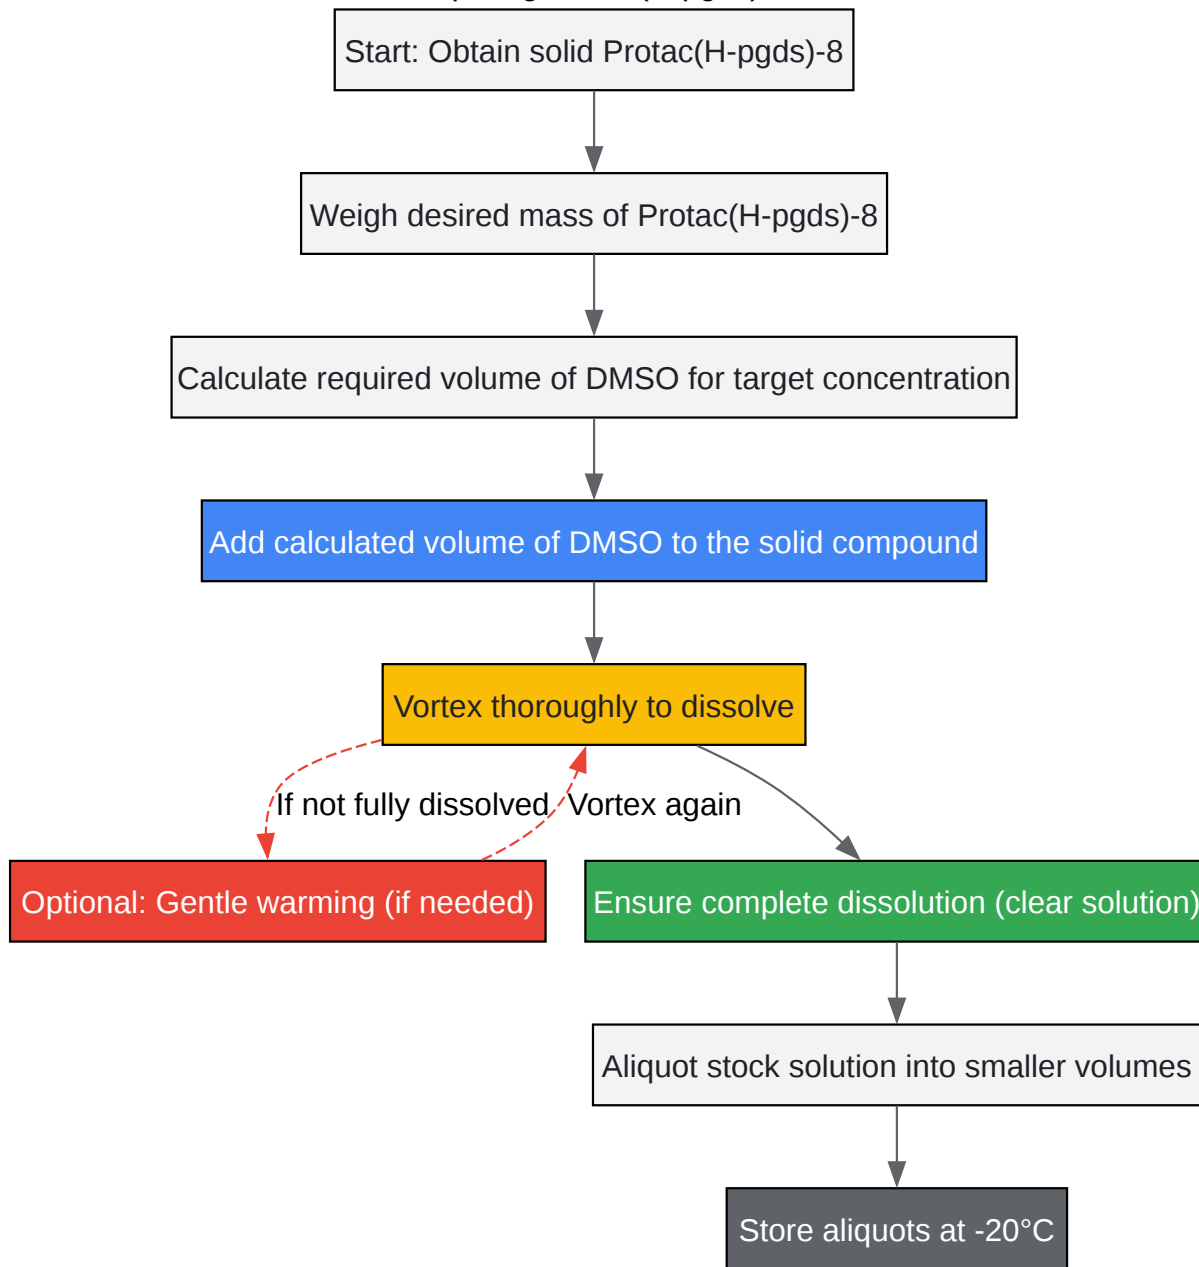 Start: Obtain solid Protac(H-pgds)-8
Weigh desired mass of Protac(H-pgds)-8
Calculate required volume of DMSO for target concentration
Add calculated volume of DMSO to the solid compound
Vortex thoroughly to dissolve
If not fully dissolved
Vortex again
Optional: Gentle warming (if needed)
Ensure complete dissolution (clear solution)
Aliquot stock solution into smaller volumes
Store aliquots at -20°C